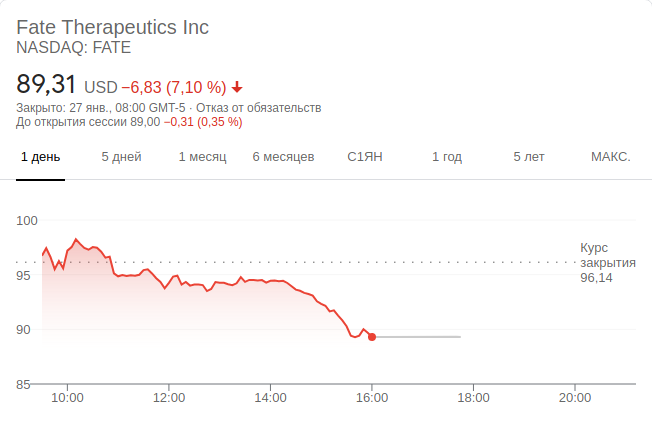 Fate Therapeutics Inc
NASDAQ: FATE
89,31 USD −6,83 (7,10 %)
Закрыто: 27 янв., 08:00 GMT-5 · Отказ от обязательств
До открытия сессии 89,00 −0,31 (0,35 %)
1 день 5 дней 1 месяц 6 месяцев С1ЯН 1 год 5 лет МАКС.
100
Курс
закрытия
96,14
95
90
85
10:00 12:00 14:00 16:00 18:00 20:00